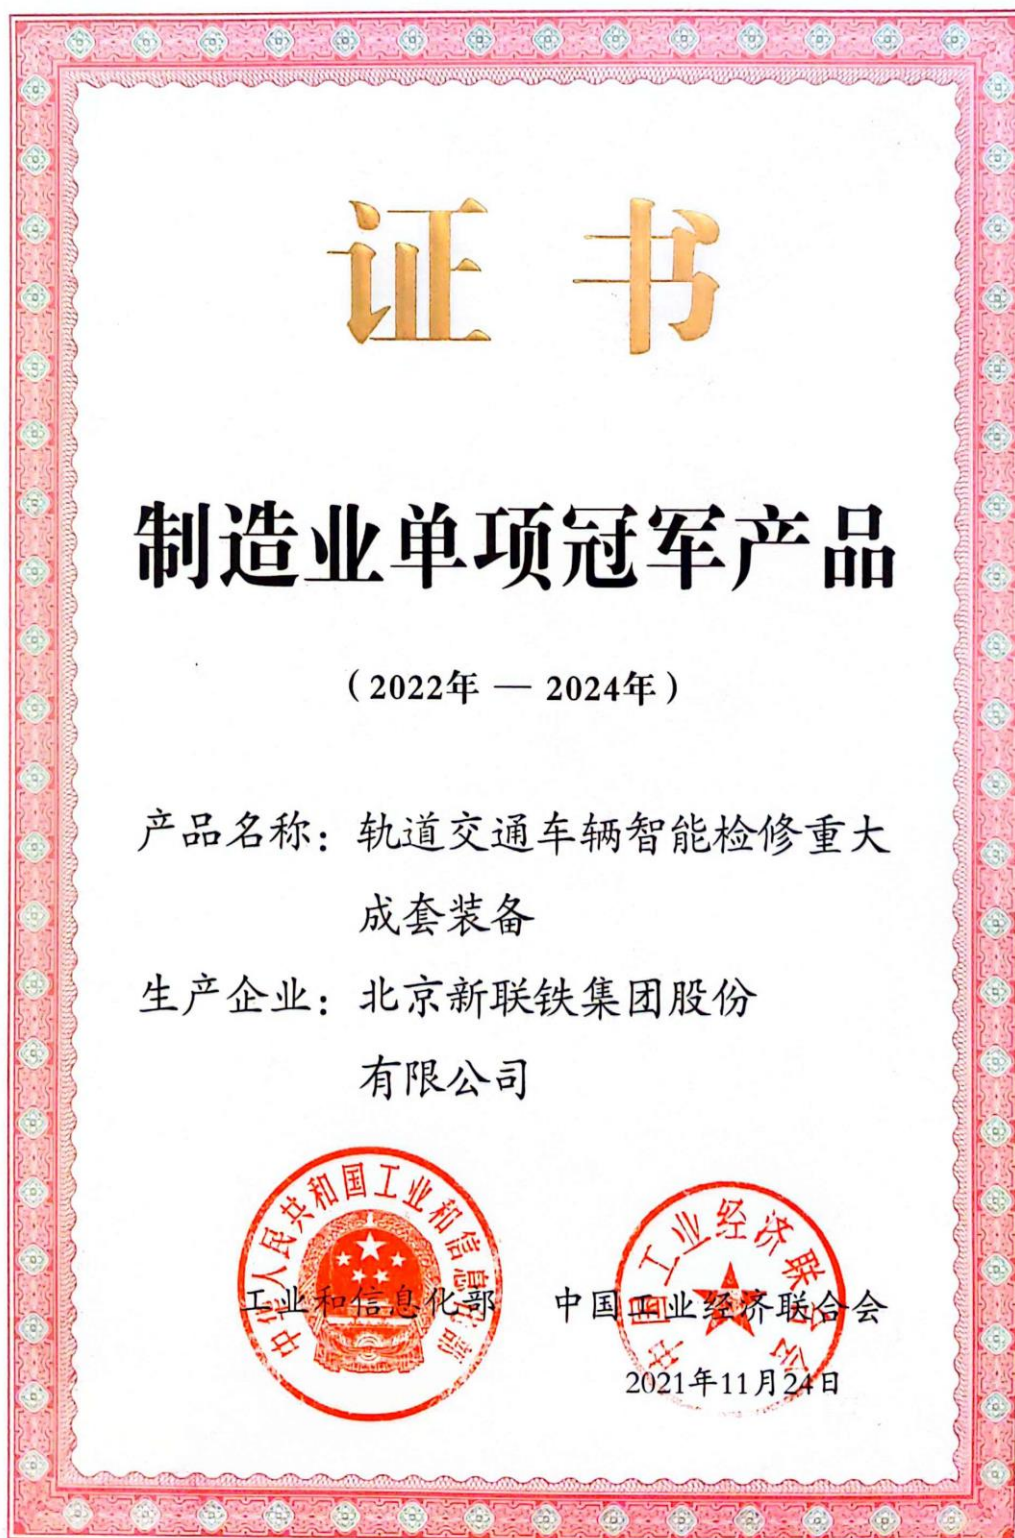 证 书
制造业单项冠军产品
（2022年 — 2024年）
产品名称：轨道交通车辆智能检修重大
成套装备
生产企业：北京新联铁集团股份
有限公司
中华人民共和国工业和信息化部
工业和信息化部
中国工业经济联合会
中国工业经济联合会
2021年11月24日